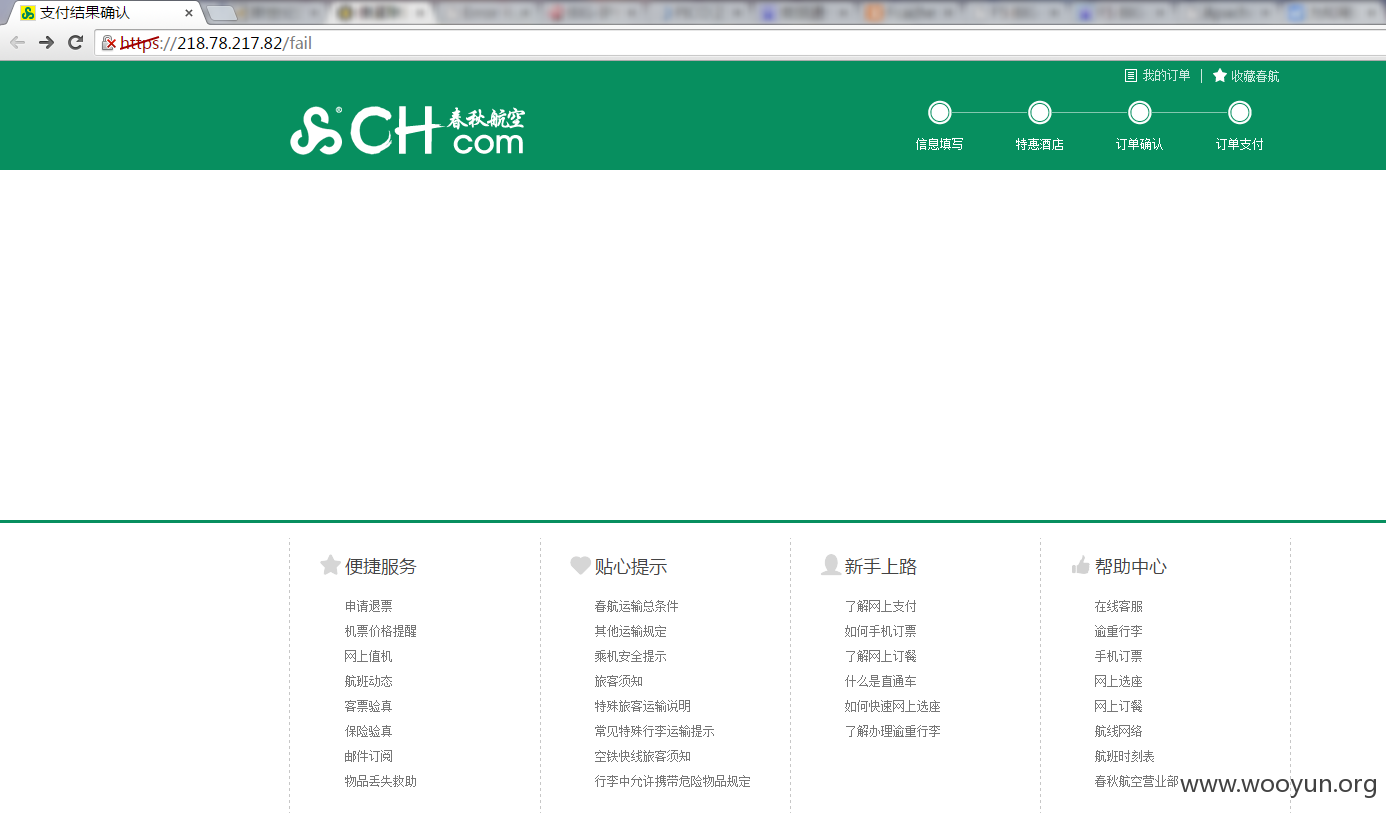 支付结果确认
https://218.78.217.82/fail
我的订单 | 收藏春航
CH 春秋航空
com
信息填写 特惠酒店 订单确认 订单支付
便捷服务
申请退票
机票价格提醒
网上值机
航班动态
客票验真
保险验真
邮件订阅
物品丢失救助
贴心提示
春航运输总条件
其他运输规定
乘机安全提示
旅客须知
特殊旅客运输说明
常见特殊行李运输提示
空铁快线旅客须知
行李中允许携带危险物品规定
新手上路
了解网上支付
如何手机订票
了解网上订餐
什么是直通车
如何快速网上选座
了解办理逾重行李
帮助中心
在线客服
逾重行李
手机订票
网上选座
网上订餐
航线网络
航班时刻表
春秋航空营业部
www.wooyun.org